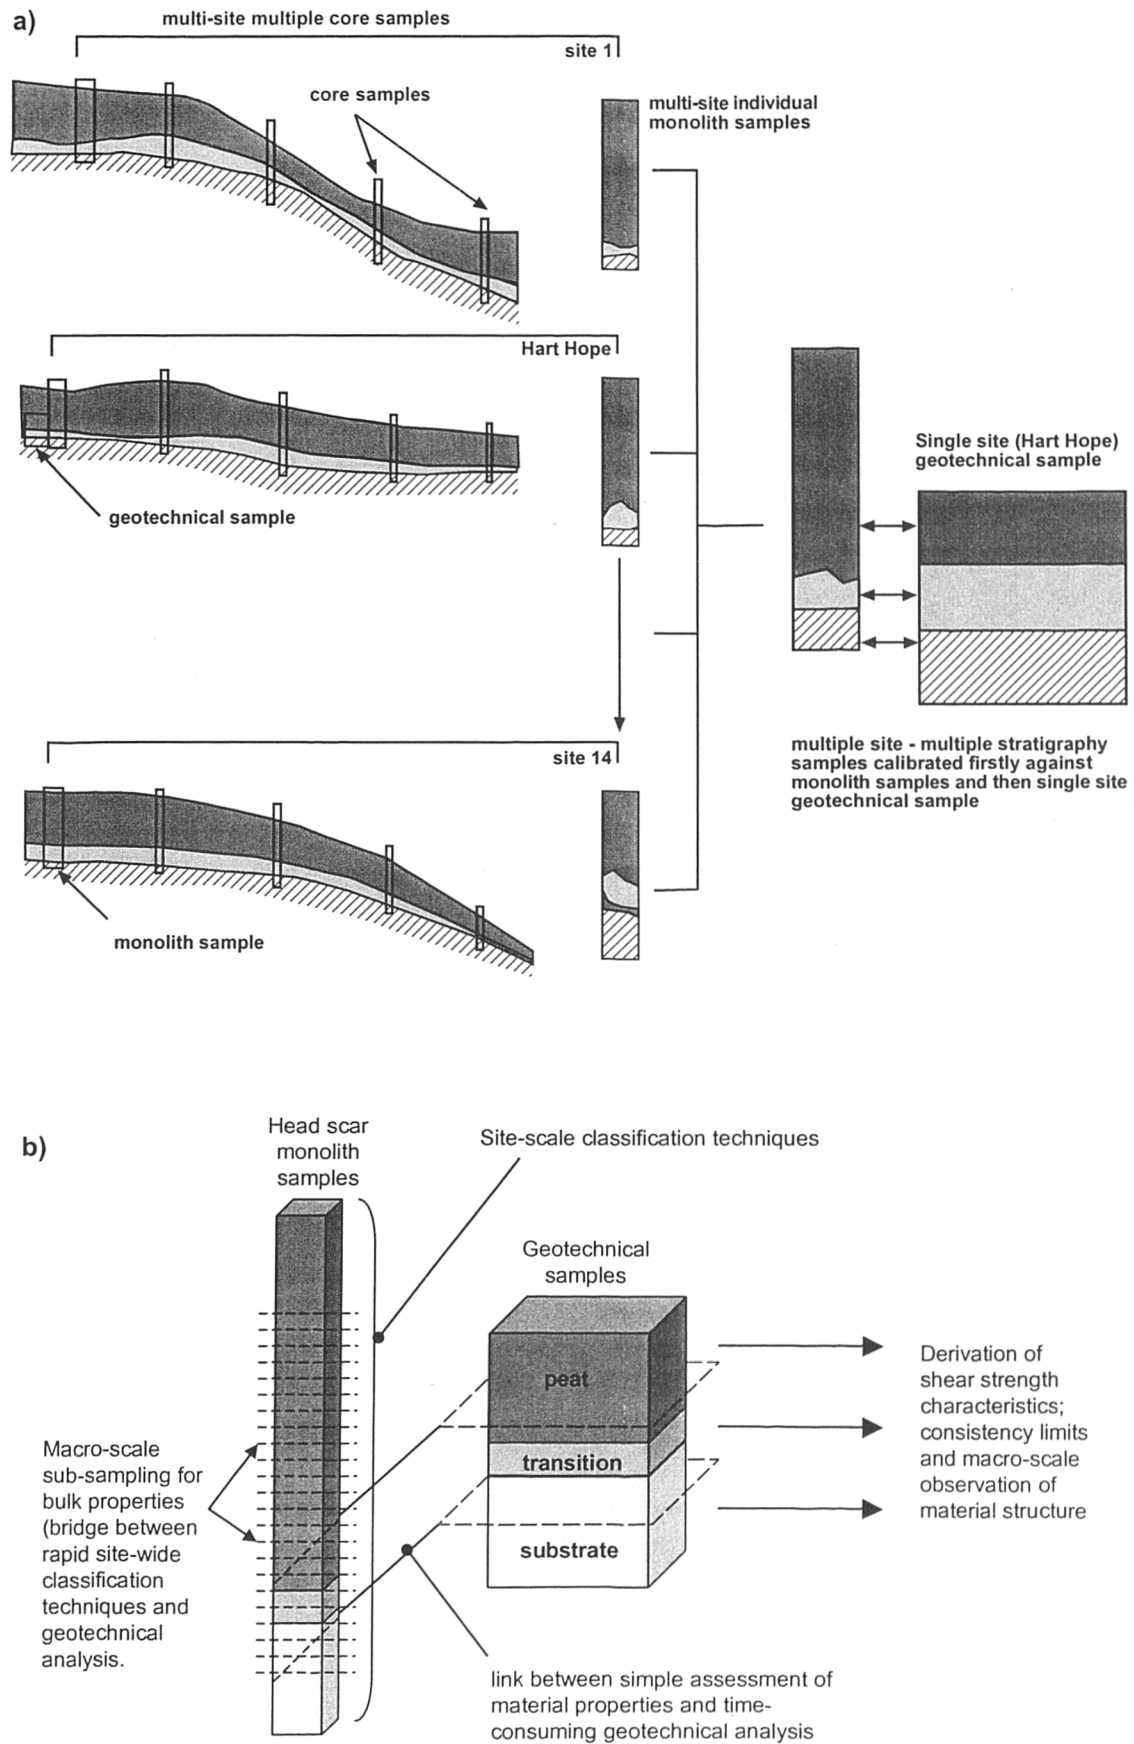 a)
multi-site multiple core samples
site 1
core samples
multi-site individual
monolith samples
Hart Hope
geotechnical sample
Single site (Hart Hope)
geotechnical sample
site 14
multiple site - multiple stratigraphy
samples calibrated firstly against
monolith samples and then single site
geotechnical sample
monolith sample
b)
Head scar
monolith
samples
Site-scale classification techniques
Geotechnical
samples
peat
transition
substrate
Derivation of
shear strength
characteristics;
consistency limits
and macro-scale
observation of
material structure
Macro-scale
sub-sampling for
bulk properties
(bridge between
rapid site-wide
classification
techniques and
geotechnical
analysis.
link between simple assessment of
material properties and time-
consuming geotechnical analysis